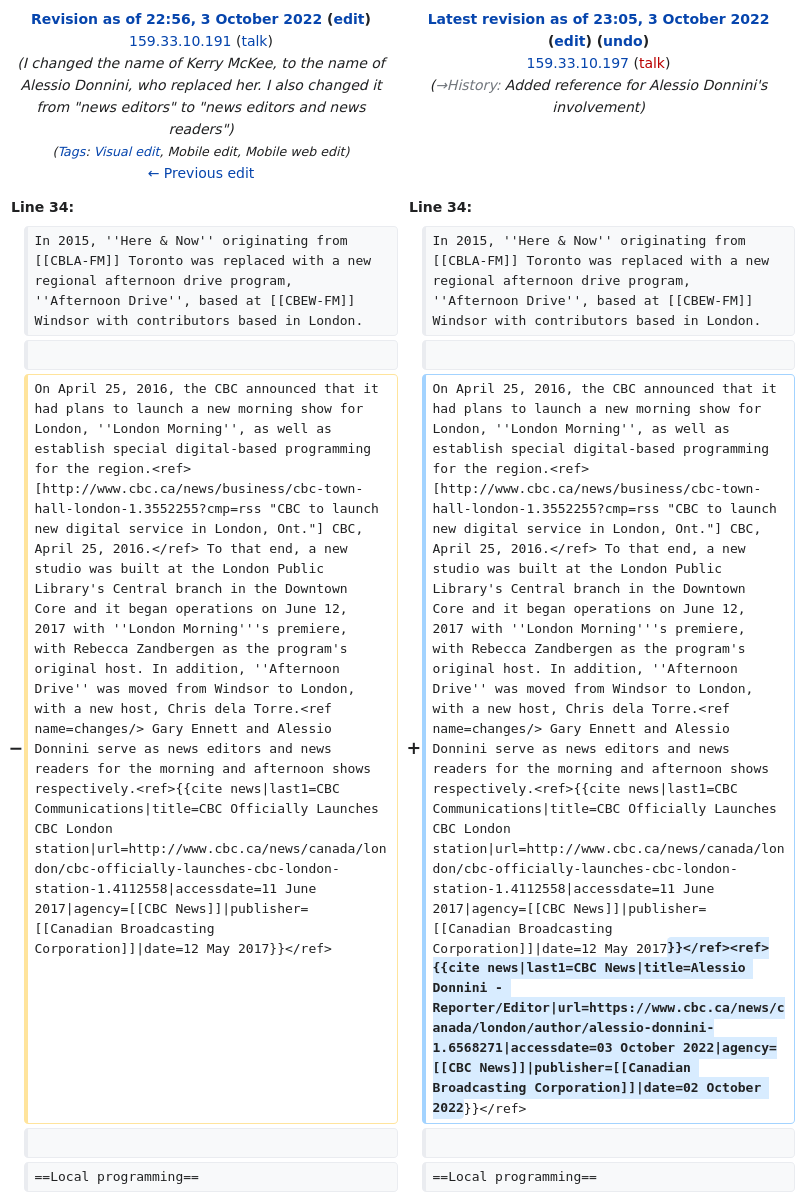 Revision as of 22:56, 3 October 2022 (edit)
159.33.10.191 (talk)
(I changed the name of Kerry McKee, to the name of
Alessio Donnini, who replaced her. I also changed it
from "news editors" to "news editors and news
readers")
(Tags: Visual edit, Mobile edit, Mobile web edit)
← Previous edit
Latest revision as of 23:05, 3 October 2022
(edit) (undo)
159.33.10.197 (talk)
(→History: Added reference for Alessio Donnini's
involvement)
Line 34:
Line 34:
In 2015, ''Here & Now'' originating from
[[CBLA-FM]] Toronto was replaced with a new
regional afternoon drive program,
''Afternoon Drive'', based at [[CBEW-FM]]
Windsor with contributors based in London.
In 2015, ''Here & Now'' originating from
[[CBLA-FM]] Toronto was replaced with a new
regional afternoon drive program,
''Afternoon Drive'', based at [[CBEW-FM]]
Windsor with contributors based in London.
−
On April 25, 2016, the CBC announced that it
had plans to launch a new morning show for
London, ''London Morning'', as well as
establish special digital-based programming
for the region.<ref>
[http://www.cbc.ca/news/business/cbc-town-
hall-london-1.3552255?cmp=rss "CBC to launch
new digital service in London, Ont."] CBC,
April 25, 2016.</ref> To that end, a new
studio was built at the London Public
Library's Central branch in the Downtown
Core and it began operations on June 12,
2017 with ''London Morning'''s premiere,
with Rebecca Zandbergen as the program's
original host. In addition, ''Afternoon
Drive'' was moved from Windsor to London,
with a new host, Chris dela Torre.<ref
name=changes/> Gary Ennett and Alessio
Donnini serve as news editors and news
readers for the morning and afternoon shows
respectively.<ref>{{cite news|last1=CBC
Communications|title=CBC Officially Launches
CBC London
station|url=http://www.cbc.ca/news/canada/lon
don/cbc-officially-launches-cbc-london-
station-1.4112558|accessdate=11 June
2017|agency=[[CBC News]]|publisher=
[[Canadian Broadcasting
Corporation]]|date=12 May 2017}}</ref>
+
On April 25, 2016, the CBC announced that it
had plans to launch a new morning show for
London, ''London Morning'', as well as
establish special digital-based programming
for the region.<ref>
[http://www.cbc.ca/news/business/cbc-town-
hall-london-1.3552255?cmp=rss "CBC to launch
new digital service in London, Ont."] CBC,
April 25, 2016.</ref> To that end, a new
studio was built at the London Public
Library's Central branch in the Downtown
Core and it began operations on June 12,
2017 with ''London Morning'''s premiere,
with Rebecca Zandbergen as the program's
original host. In addition, ''Afternoon
Drive'' was moved from Windsor to London,
with a new host, Chris dela Torre.<ref
name=changes/> Gary Ennett and Alessio
Donnini serve as news editors and news
readers for the morning and afternoon shows
respectively.<ref>{{cite news|last1=CBC
Communications|title=CBC Officially Launches
CBC London
station|url=http://www.cbc.ca/news/canada/lon
don/cbc-officially-launches-cbc-london-
station-1.4112558|accessdate=11 June
2017|agency=[[CBC News]]|publisher=
[[Canadian Broadcasting
Corporation]]|date=12 May 2017}}</ref><ref>
{{cite news|last1=CBC News|title=Alessio
Donnini -
Reporter/Editor|url=https://www.cbc.ca/news/c
anada/london/author/alessio-donnini-
1.6568271|accessdate=03 October 2022|agency=
[[CBC News]]|publisher=[[Canadian
Broadcasting Corporation]]|date=02 October
2022}}</ref>
==Local programming==
==Local programming==